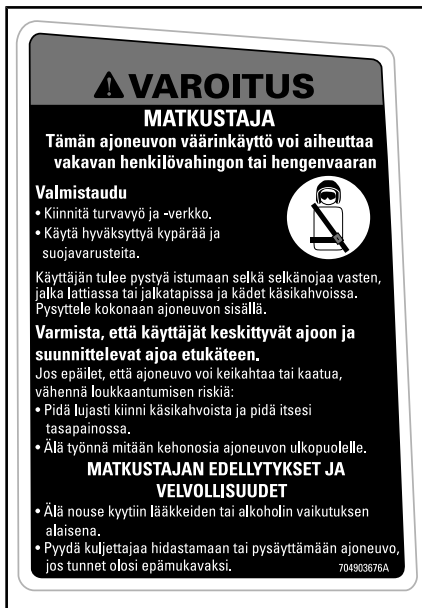 VAROITUS
MATKUSTAJA
Tämän ajoneuvon väärinkäyttö voi aiheuttaa
vakavan henkilövahingon tai hengenvaaran
Valmistaudu
• Kiinnitä turvavyö ja -verkko.
• Käytä hyväksyttyä kypärää ja
suojavarusteita.
Käyttäjän tulee pystyä istumaan selkä selkänojaa vasten,
jalka lattiassa tai jalkatapissa ja kädet käsikahvoissa.
Pysyttele kokonaan ajoneuvon sisällä.
Varmista, että käyttäjät keskittyvät ajoon ja
suunnittelevat ajoa etukäteen.
Jos epäilet, että ajoneuvo voi keikahtaa tai kaatua,
vähennä loukkaantumisen riskiä:
• Pidä lujasti kiinni käsikahvoista ja pidä itsesi
tasapainossa.
• Älä työnnä mitään kehonosia ajoneuvon ulkopuolelle.
MATKUSTAJAN EDELLYTYKSET JA
VELVOLLISUUDET
• Älä nouse kyytiin lääkkeiden tai alkoholin vaikutuksen
alaisena.
• Pyydä kuljettajaa hidastamaan tai pysäyttämään ajoneuvo,
jos tunnet olosi epämukavaksi.
704903676A